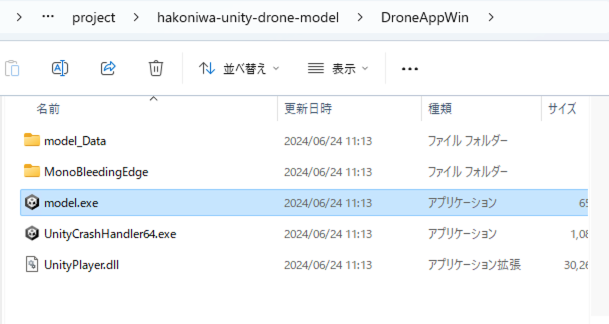 project hakoniwa-unity-drone-model DroneAppWin
並べ替え 表示
名前 更新日時 種類 サイズ
model_Data 2024/06/24 11:13 ファイル フォルダー
MonoBleedingEdge 2024/06/24 11:13 ファイル フォルダー
model.exe 2024/06/24 11:13 アプリケーション 65
UnityCrashHandler64.exe 2024/06/24 11:13 アプリケーション 1,08
UnityPlayer.dll 2024/06/24 11:13 アプリケーション拡張 30,26